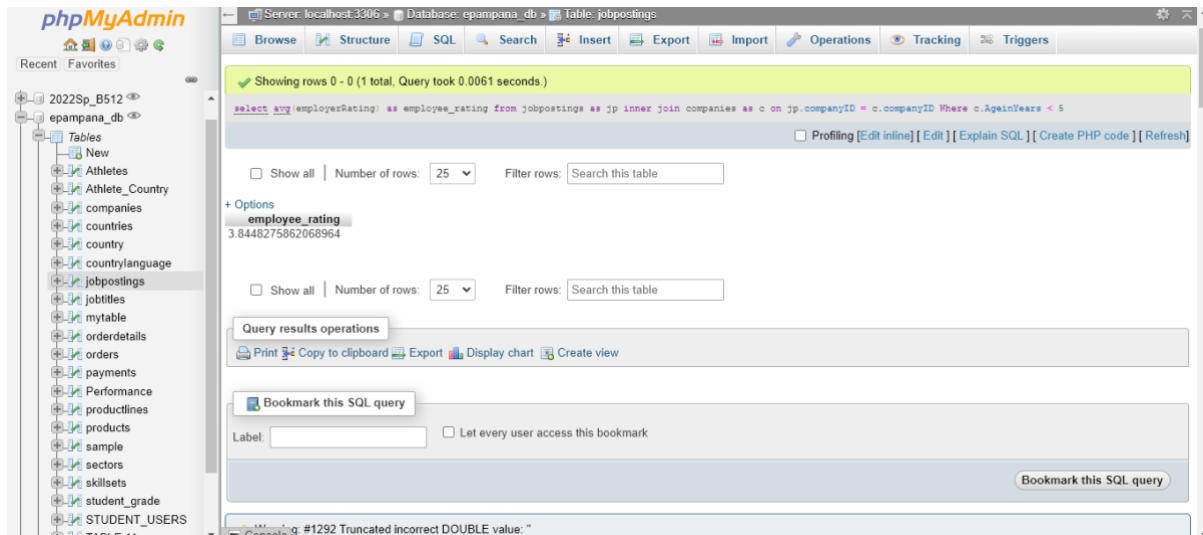 phpMyAdmin
Recent Favorites
2022Sp_B512
epampana_db
Tables
New
Athletes
Athlete_Country
companies
countries
country
countrylanguage
jobpostings
jobtitles
mytable
orderdetails
orders
payments
Performance
productlines
products
sample
sectors
skillsets
student_grade
STUDENT_USERS
Server: localhost:3306 » Database: epampana_db » Table: jobpostings
Browse Structure SQL Search Insert Export Import Operations Tracking Triggers
Showing rows 0 - 0 (1 total, Query took 0.0061 seconds.)
select avg(employerRating) as employee_rating from jobpostings as jp inner join companies as c on jp.companyID = c.companyID Where c.AgeinYears < 5
Profiling [Edit inline] [ Edit ] [ Explain SQL ] [ Create PHP code ] [ Refresh]
Show all | Number of rows: 25 Filter rows: Search this table
+ Options
employee_rating
3.8448275862068964
Show all | Number of rows: 25 Filter rows: Search this table
Query results operations
Print Copy to clipboard Export Display chart Create view
Bookmark this SQL query
Label: Let every user access this bookmark
Bookmark this SQL query
#1292 Truncated incorrect DOUBLE value: ''